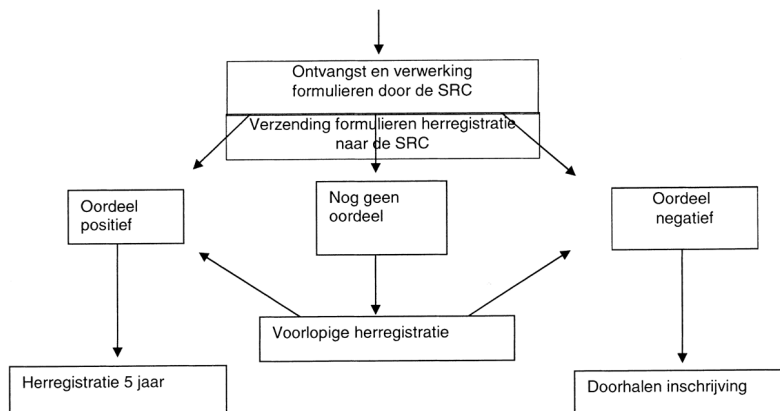 Ontvangst en verwerking
formulieren door de SRC
Verzending formulieren herregistratie
naar de SRC
Oordeel
positief
Nog geen
oordeel
Oordeel
negatief
Voorlopige herregistratie
Herregistratie 5 jaar
Doorhalen inschrijving